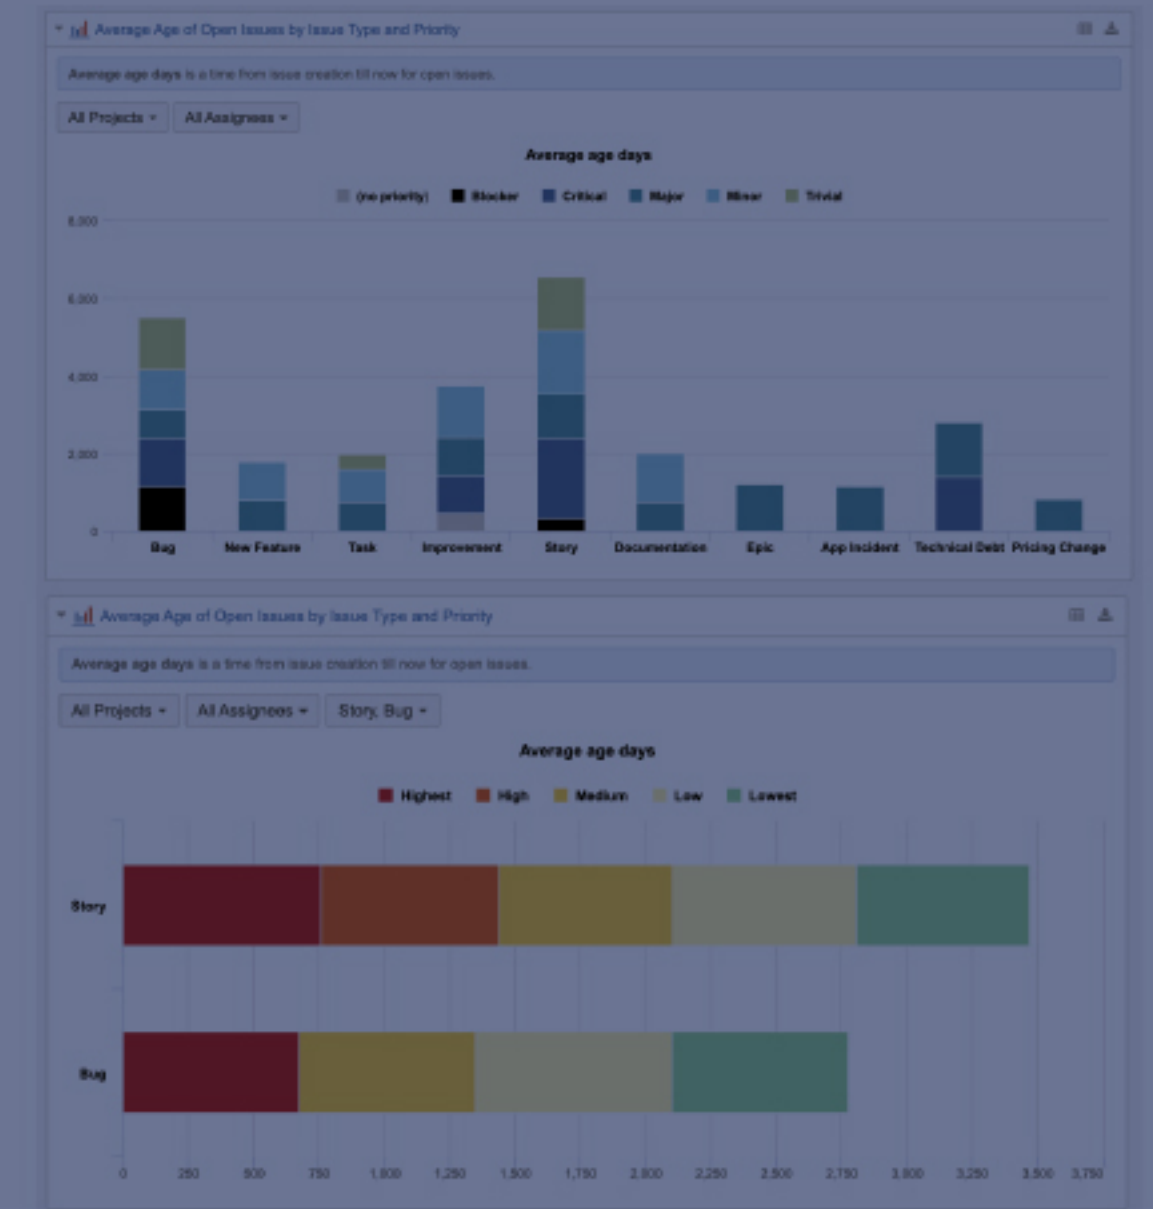 Average Age of Open Issues by Issue Type and Priority
Average age days is a time from issue creation till now for open issues.
All Projects All Assignees
Average age days
(no priority) Blocker Critical Major Minor Trivial
8,000
6,000
4,000
2,000
0
Bug New Feature Task Improvement Story Documentation Epic App Incident Technical Debt Pricing Change
Average Age of Open Issues by Issue Type and Priority
Average age days is a time from issue creation till now for open issues.
All Projects All Assignees Story, Bug
Average age days
Highest High Medium Low Lowest
Story
Bug
0 250 500 750 1,000 1,250 1,500 1,750 2,000 2,250 2,500 2,750 3,000 3,250 3,500 3,750